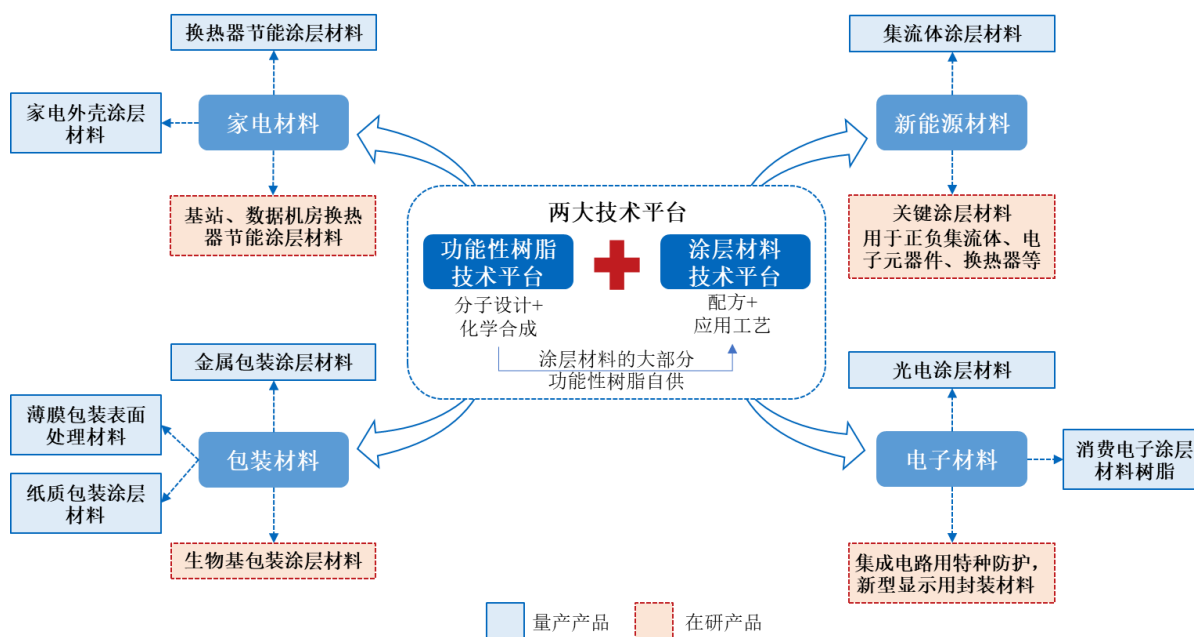 换热器节能涂层材料
家电外壳涂层
材料
家电材料
基站、数据机房换热
器节能涂层材料
集流体涂层材料
新能源材料
关键涂层材料
用于正负集流体、电
子元器件、换热器等
两大技术平台
功能性树脂
技术平台
涂层材料
技术平台
分子设计+
化学合成
配方+
应用工艺
涂层材料的大部分
功能性树脂自供
金属包装涂层材料
薄膜包装表面
处理材料
包装材料
纸质包装涂层
材料
生物基包装涂层材料
光电涂层材料
电子材料
消费电子涂层
材料树脂
集成电路用特种防护,
新型显示用封装材料
量产产品
在研产品